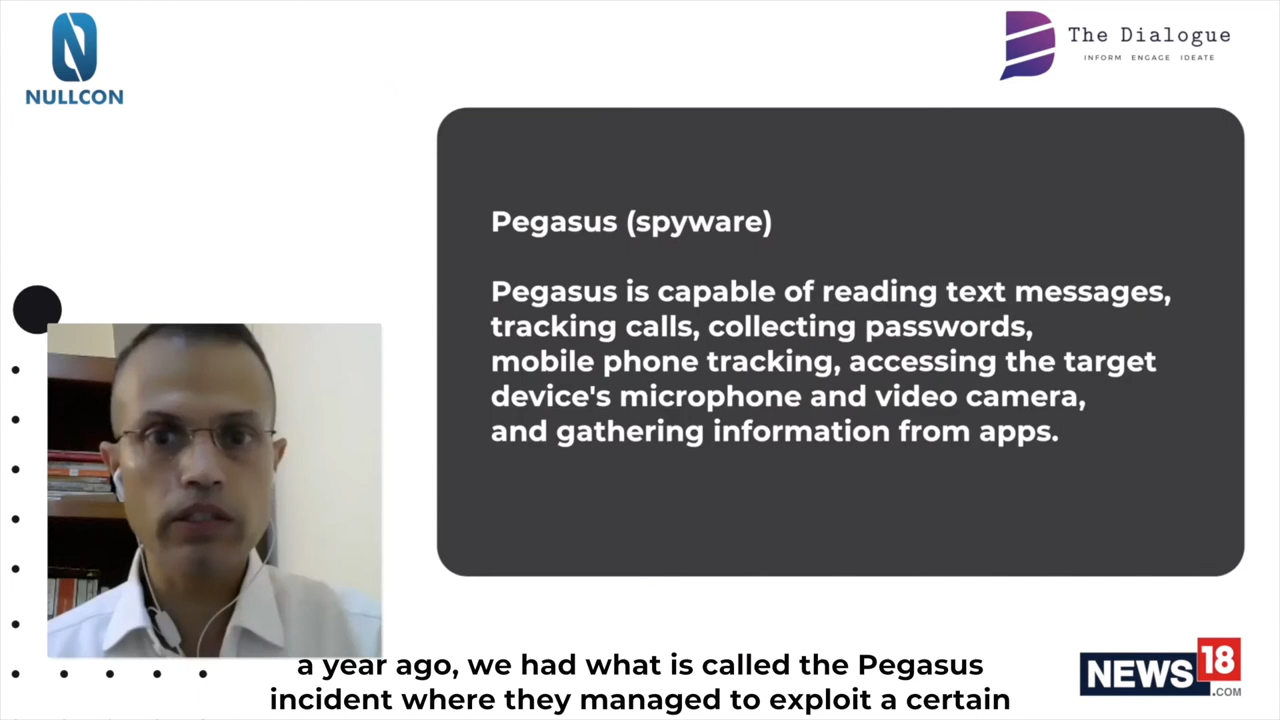 NULLCON
The Dialogue
INFORM ENGAGE IDEATE
Pegasus (spyware)
Pegasus is capable of reading text messages,
tracking calls, collecting passwords,
mobile phone tracking, accessing the target
device's microphone and video camera,
and gathering information from apps.
a year ago, we had what is called the Pegasus
incident where they managed to exploit a certain
NEWS18
.COM